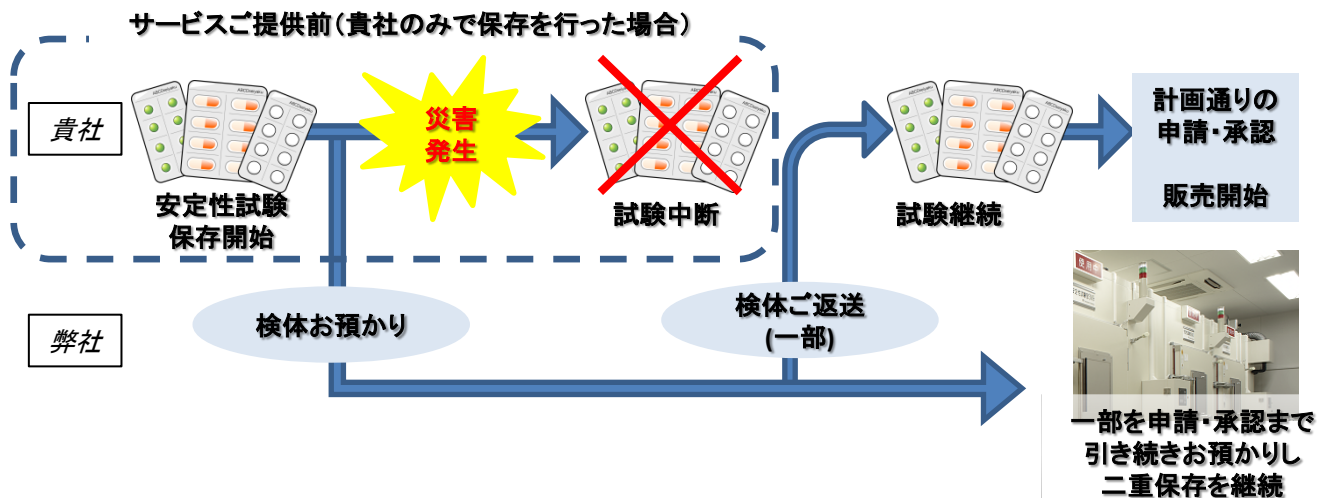 サービスご提供前(貴社のみで保存を行った場合)
貴社
災害
発生
安定性試験
保存開始
試験中断
試験継続
計画通りの
申請・承認
販売開始
弊社
検体お預かり
検体ご返送
(一部)
使用中
一部を申請・承認まで
引き続きお預かりし
二重保存を継続